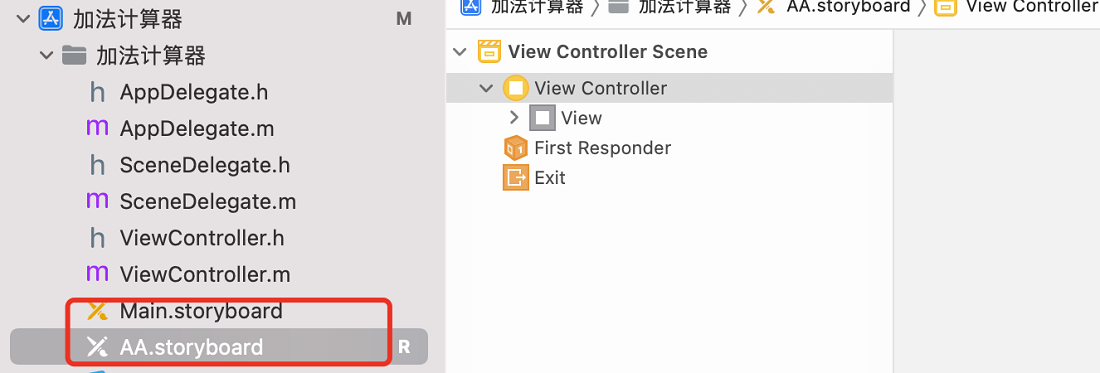 加法计算器 M
加法计算器
h AppDelegate.h
m AppDelegate.m
h SceneDelegate.h
m SceneDelegate.m
h ViewController.h
m ViewController.m
Main.storyboard
AA.storyboard R
加法计算器 〉 加法计算器 〉 AA.storyboard 〉 View Controller
View Controller Scene
View Controller
View
First Responder
Exit